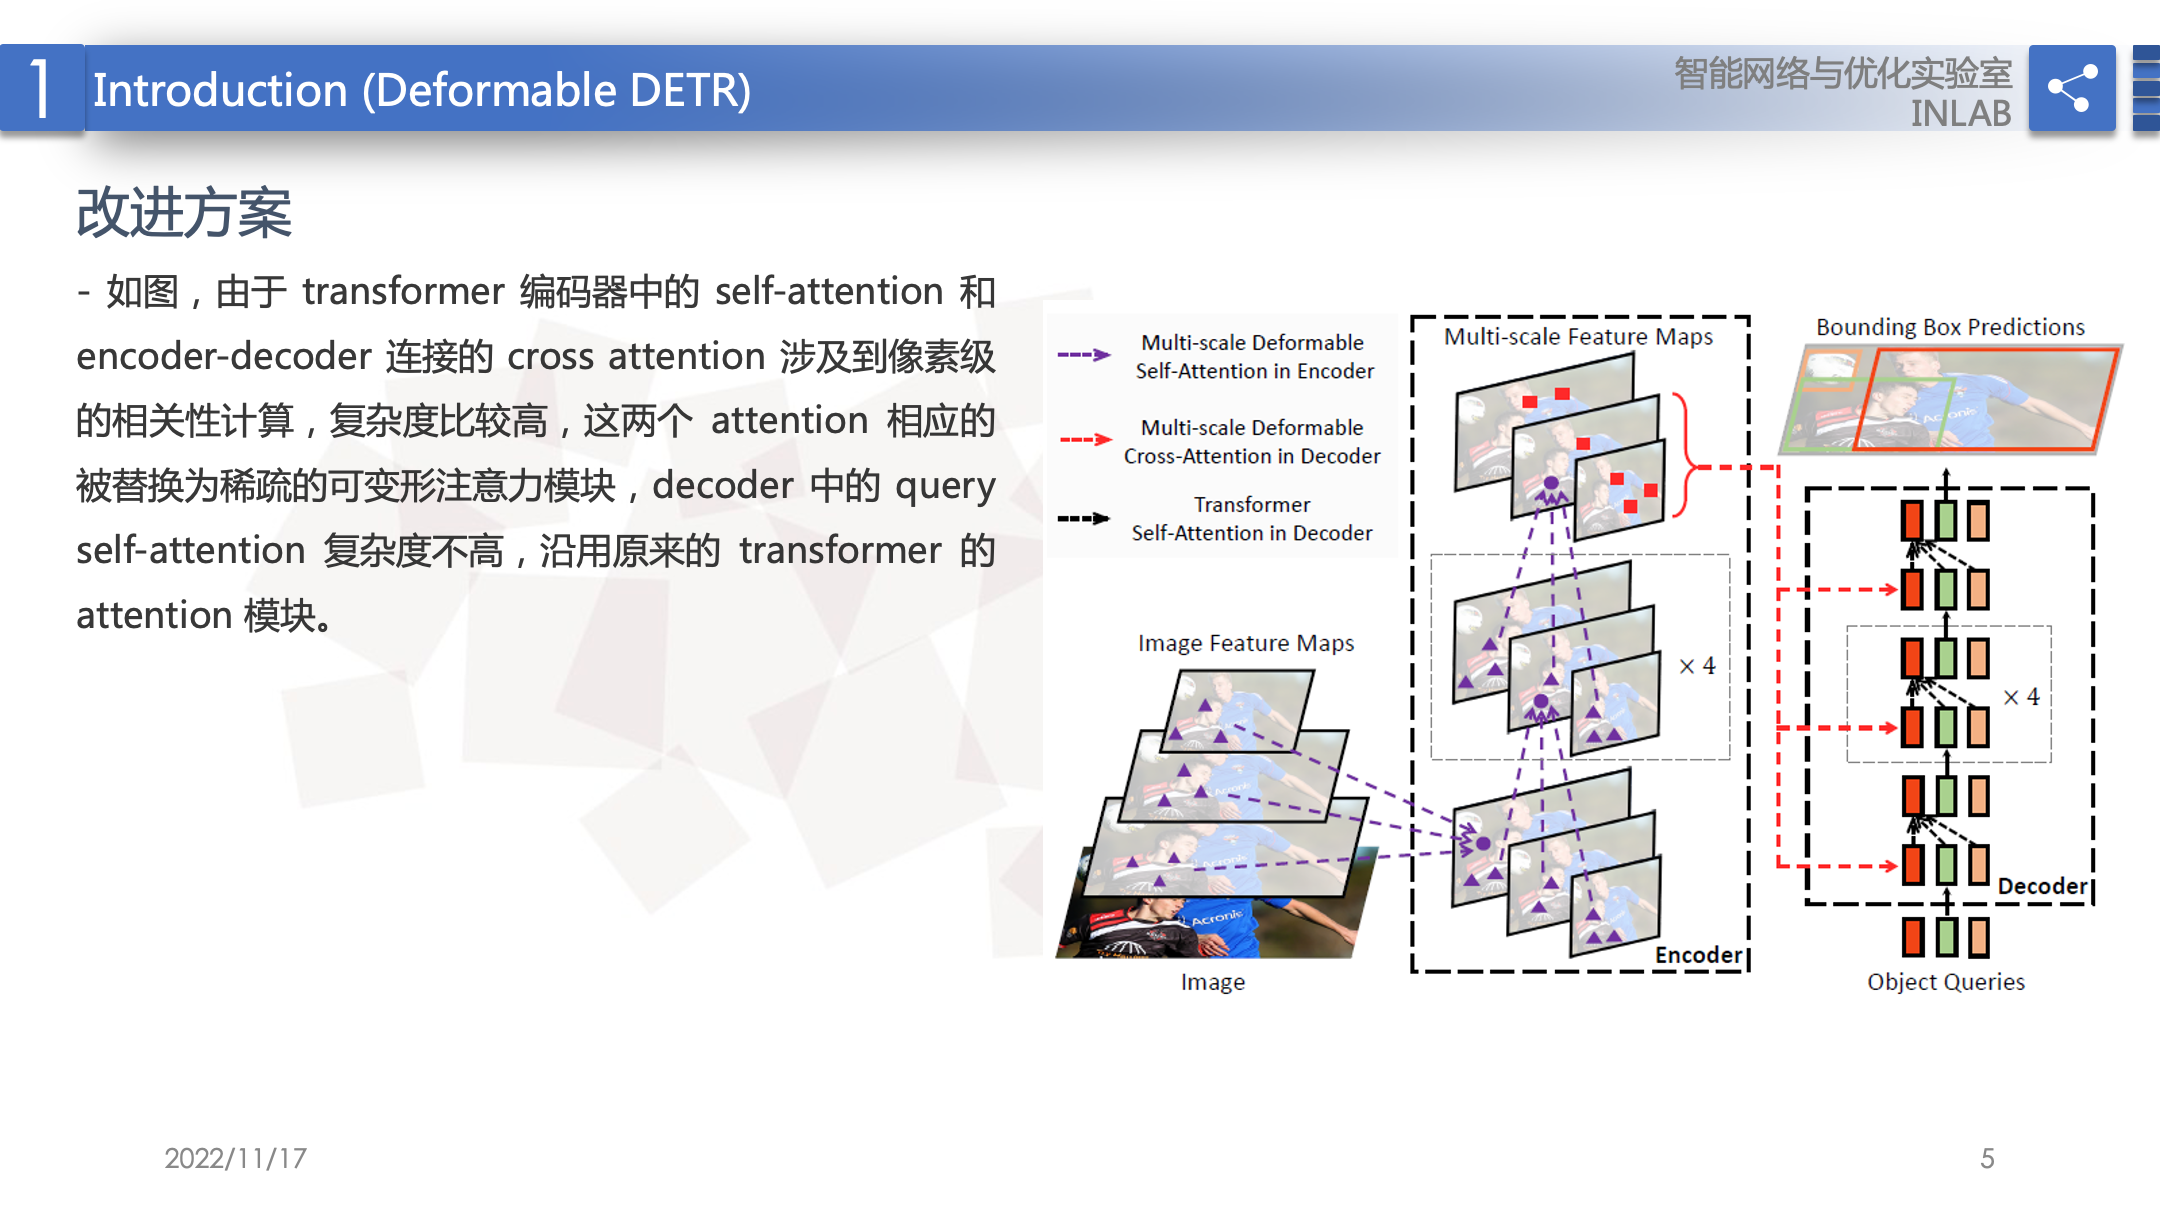 1
Introduction (Deformable DETR)
智能网络与优化实验室
INLAB
改进方案
- 如图，由于 transformer 编码器中的 self-attention 和
encoder-decoder 连接的 cross attention 涉及到像素级
的相关性计算，复杂度比较高，这两个 attention 相应的
被替换为稀疏的可变形注意力模块，decoder 中的 query
self-attention 复杂度不高，沿用原来的 transformer 的
attention 模块。
Multi-scale Deformable
Self-Attention in Encoder
Multi-scale Deformable
Cross-Attention in Decoder
Transformer
Self-Attention in Decoder
Image Feature Maps
Acronis
Image
Multi-scale Feature Maps
× 4
Encoder
Bounding Box Predictions
Acronis
× 4
Decoder
Object Queries
2022/11/17
5